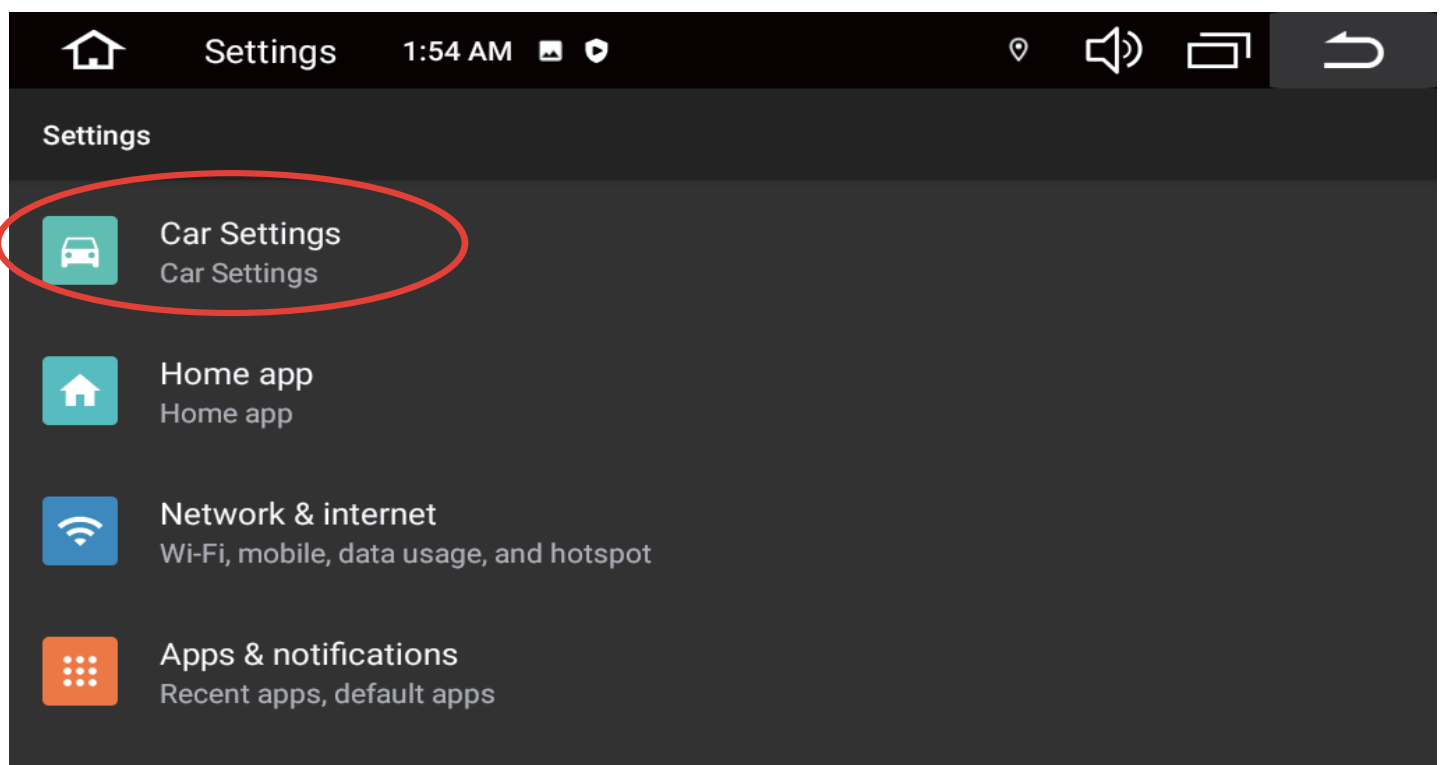 Settings 1:54 AM
Settings
Car Settings
Car Settings
Home app
Home app
Network & internet
Wi-Fi, mobile, data usage, and hotspot
Apps & notifications
Recent apps, default apps